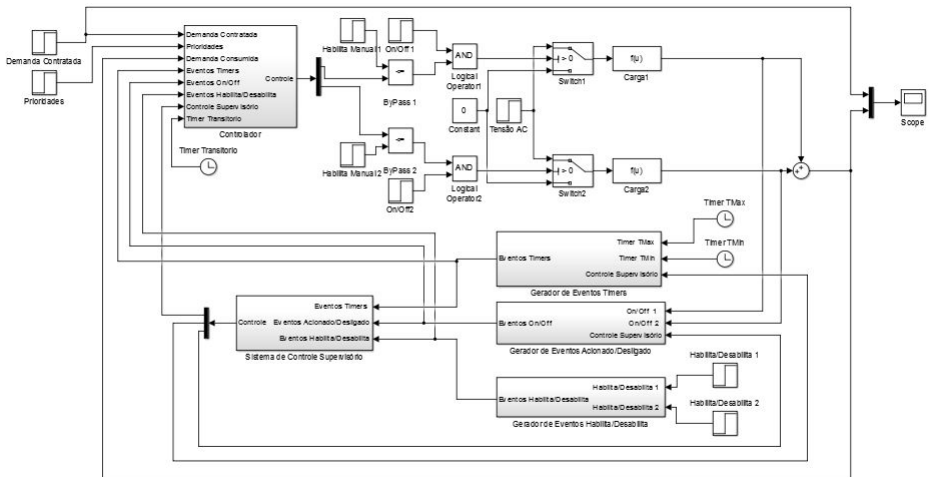 Demanda Contratada
Prioridades
Demanda Contratada
Prioridades
Demanda Consumida
Eventos Timers
Eventos On/Off
Eventos Habilita/Desabilita
Controle Supervisório
Timer Transitorio
Controle
Controlador
Timer Transitorio
Habilita Manual1
On/Off 1
ByPass 1
AND
Logical
Operator1
0
Constant
Tensão AC
> 0
Switch1
f(u)
Carga1
Scope
Habilita Manual2
ByPass 2
On/Off2
AND
Logical
Operator2
> 0
Switch2
f(u)
Carga2
Timer TMax
Timer TMin
Eventos Timers
Timer TMax
Timer TMin
Controle Supervisório
Gerador de Eventos Timers
Controle
Eventos Timers
Eventos Acionado/Desligado
Eventos Habilita/Desabilita
Sistema de Controle Supervisório
Eventos On/Off
On/Off 1
On/Off 2
Controle Supervisório
Gerador de Eventos Acionado/Desligado
Eventos Habilita/Desabilita
Habilita/Desabilita 1
Habilita/Desabilita 2
Gerador de Eventos Habilita/Desabilita
Habilita/Desabilita 1
Habilita/Desabilita 2